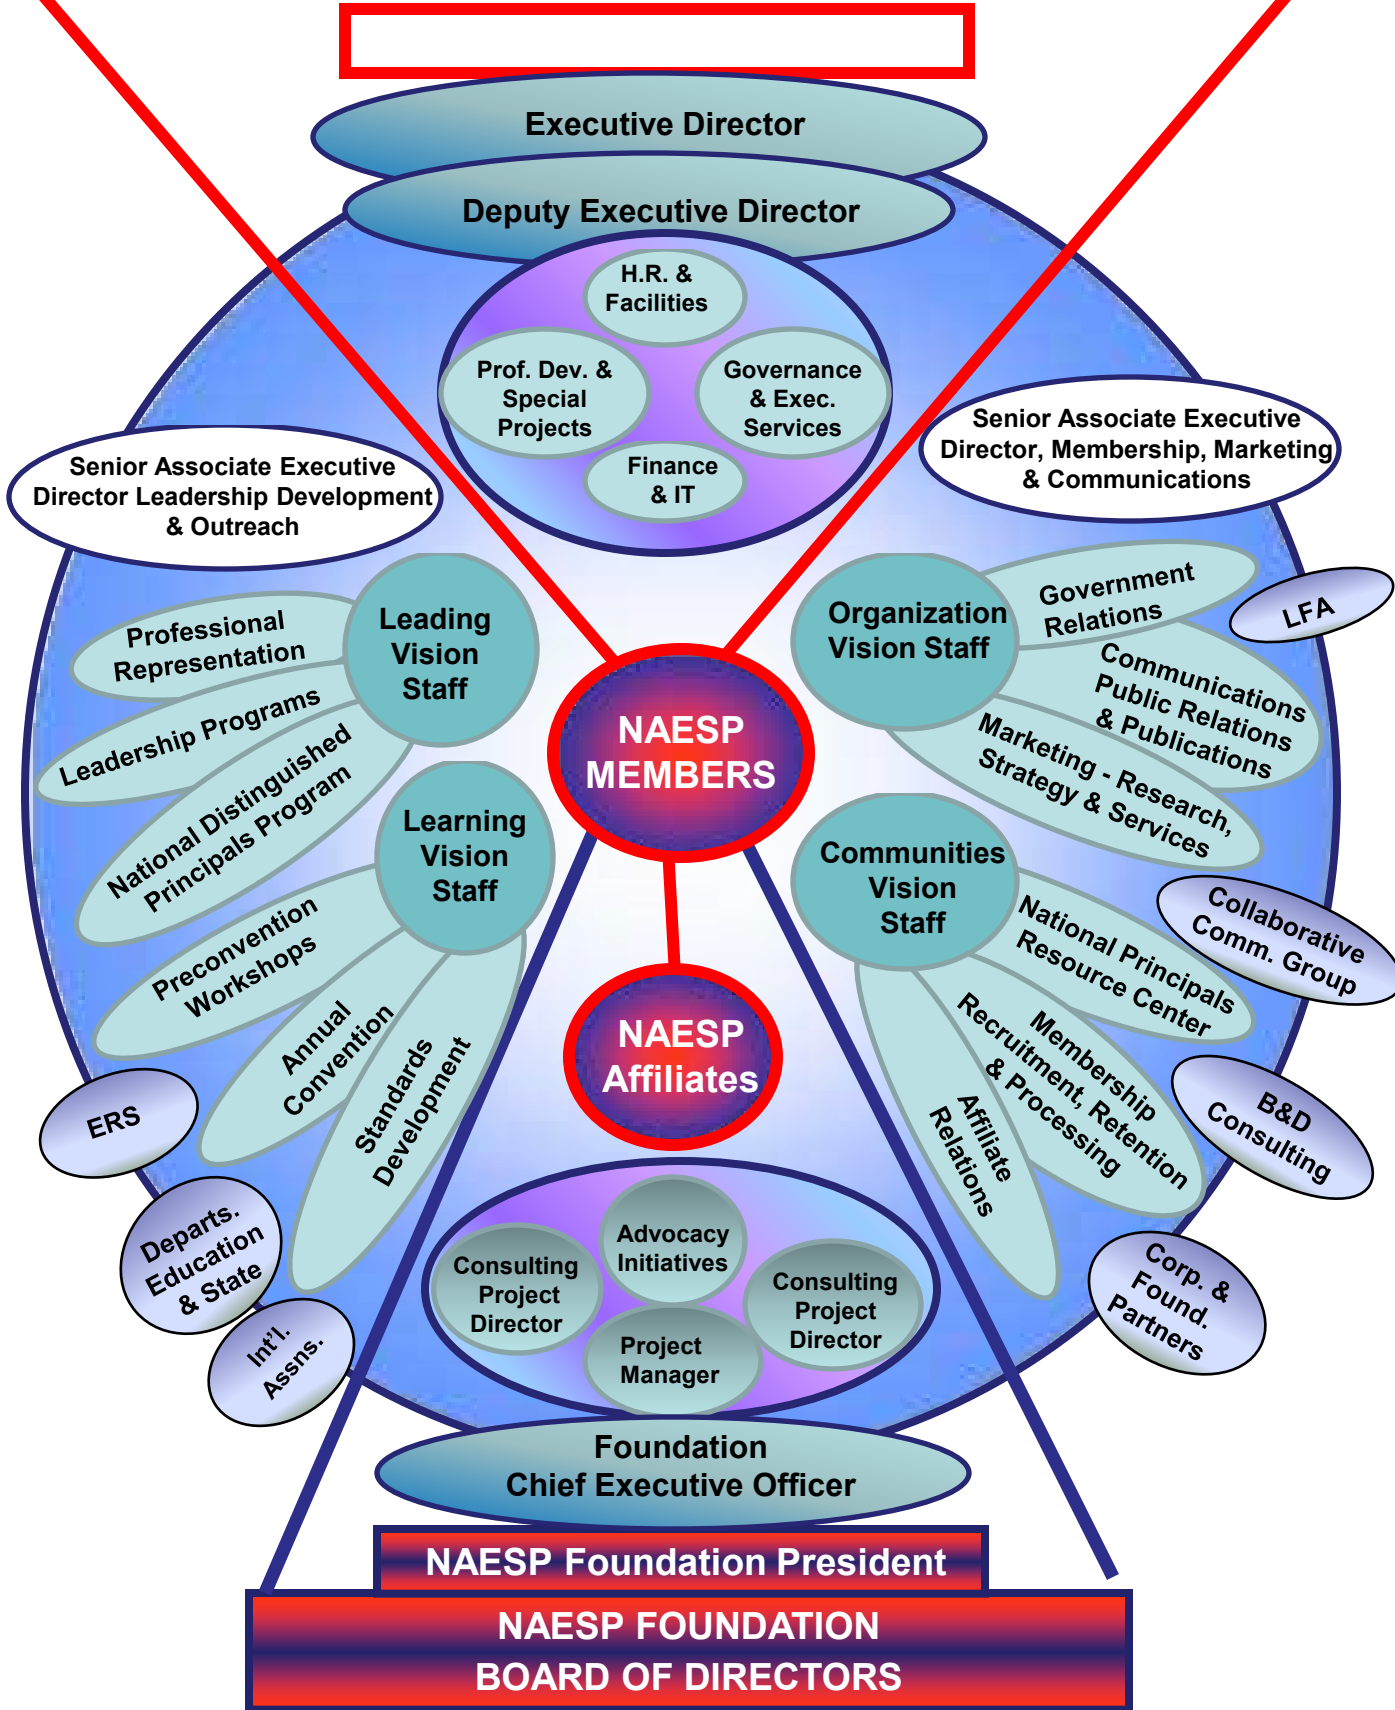 Executive Director
Deputy Executive Director
H.R. &
Facilities
Prof. Dev. &
Special
Projects
Governance
& Exec.
Services
Finance
& IT
Senior Associate Executive
Director Leadership Development
& Outreach
Senior Associate Executive
Director, Membership, Marketing
& Communications
Leading
Vision
Staff
Professional
Representation
Leadership Programs
National Distinguished
Principals Program
Learning
Vision
Staff
Preconvention
Workshops
Annual
Convention
Standards
Development
Organization
Vision Staff
Government
Relations
Communications
Public Relations
& Publications
Marketing - Research,
Strategy & Services
Communities
Vision
Staff
National Principals
Resource Center
Membership
Recruitment, Retention
& Processing
Affiliate
Relations
NAESP
MEMBERS
NAESP
Affiliates
LFA
Collaborative
Comm. Group
B&D
Consulting
Corp. &
Found.
Partners
ERS
Departs.
Education
& State
Int'l.
Assns.
Advocacy
Initiatives
Consulting
Project
Director
Consulting
Project
Director
Project
Manager
Foundation
Chief Executive Officer
NAESP Foundation President
NAESP FOUNDATION
BOARD OF DIRECTORS